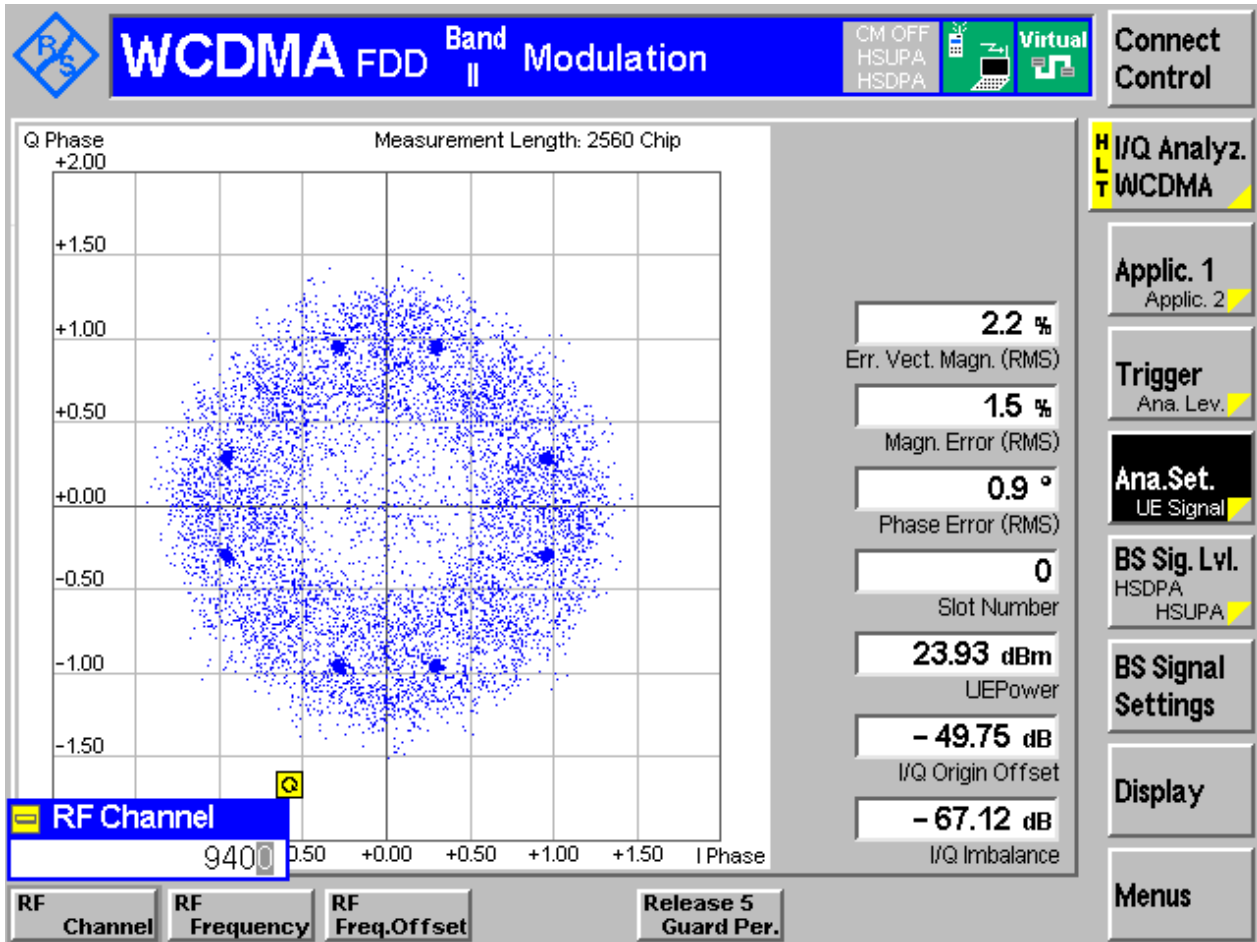 R/S
WCDMA FDD Band II Modulation
CM OFF
HSUPA
HSDPA
Virtual
Connect Control
Q Phase
Measurement Length: 2560 Chip
+2.00
+1.50
+1.00
+0.50
+0.00
-0.50
-1.00
-1.50
Q
RF Channel
9400
0.50 +0.00 +0.50 +1.00 +1.50 I Phase
2.2 %
Err. Vect. Magn. (RMS)
1.5 %
Magn. Error (RMS)
0.9 °
Phase Error (RMS)
0
Slot Number
23.93 dBm
UEPower
- 49.75 dB
I/Q Origin Offset
- 67.12 dB
I/Q Imbalance
HLT
I/Q Analyz.
WCDMA
Applic. 1
Applic. 2
Trigger
Ana. Lev.
Ana.Set.
UE Signal
BS Sig. Lvl.
HSDPA
HSUPA
BS Signal
Settings
Display
Menus
RF Channel
RF Frequency
RF Freq.Offset
Release 5 Guard Per.